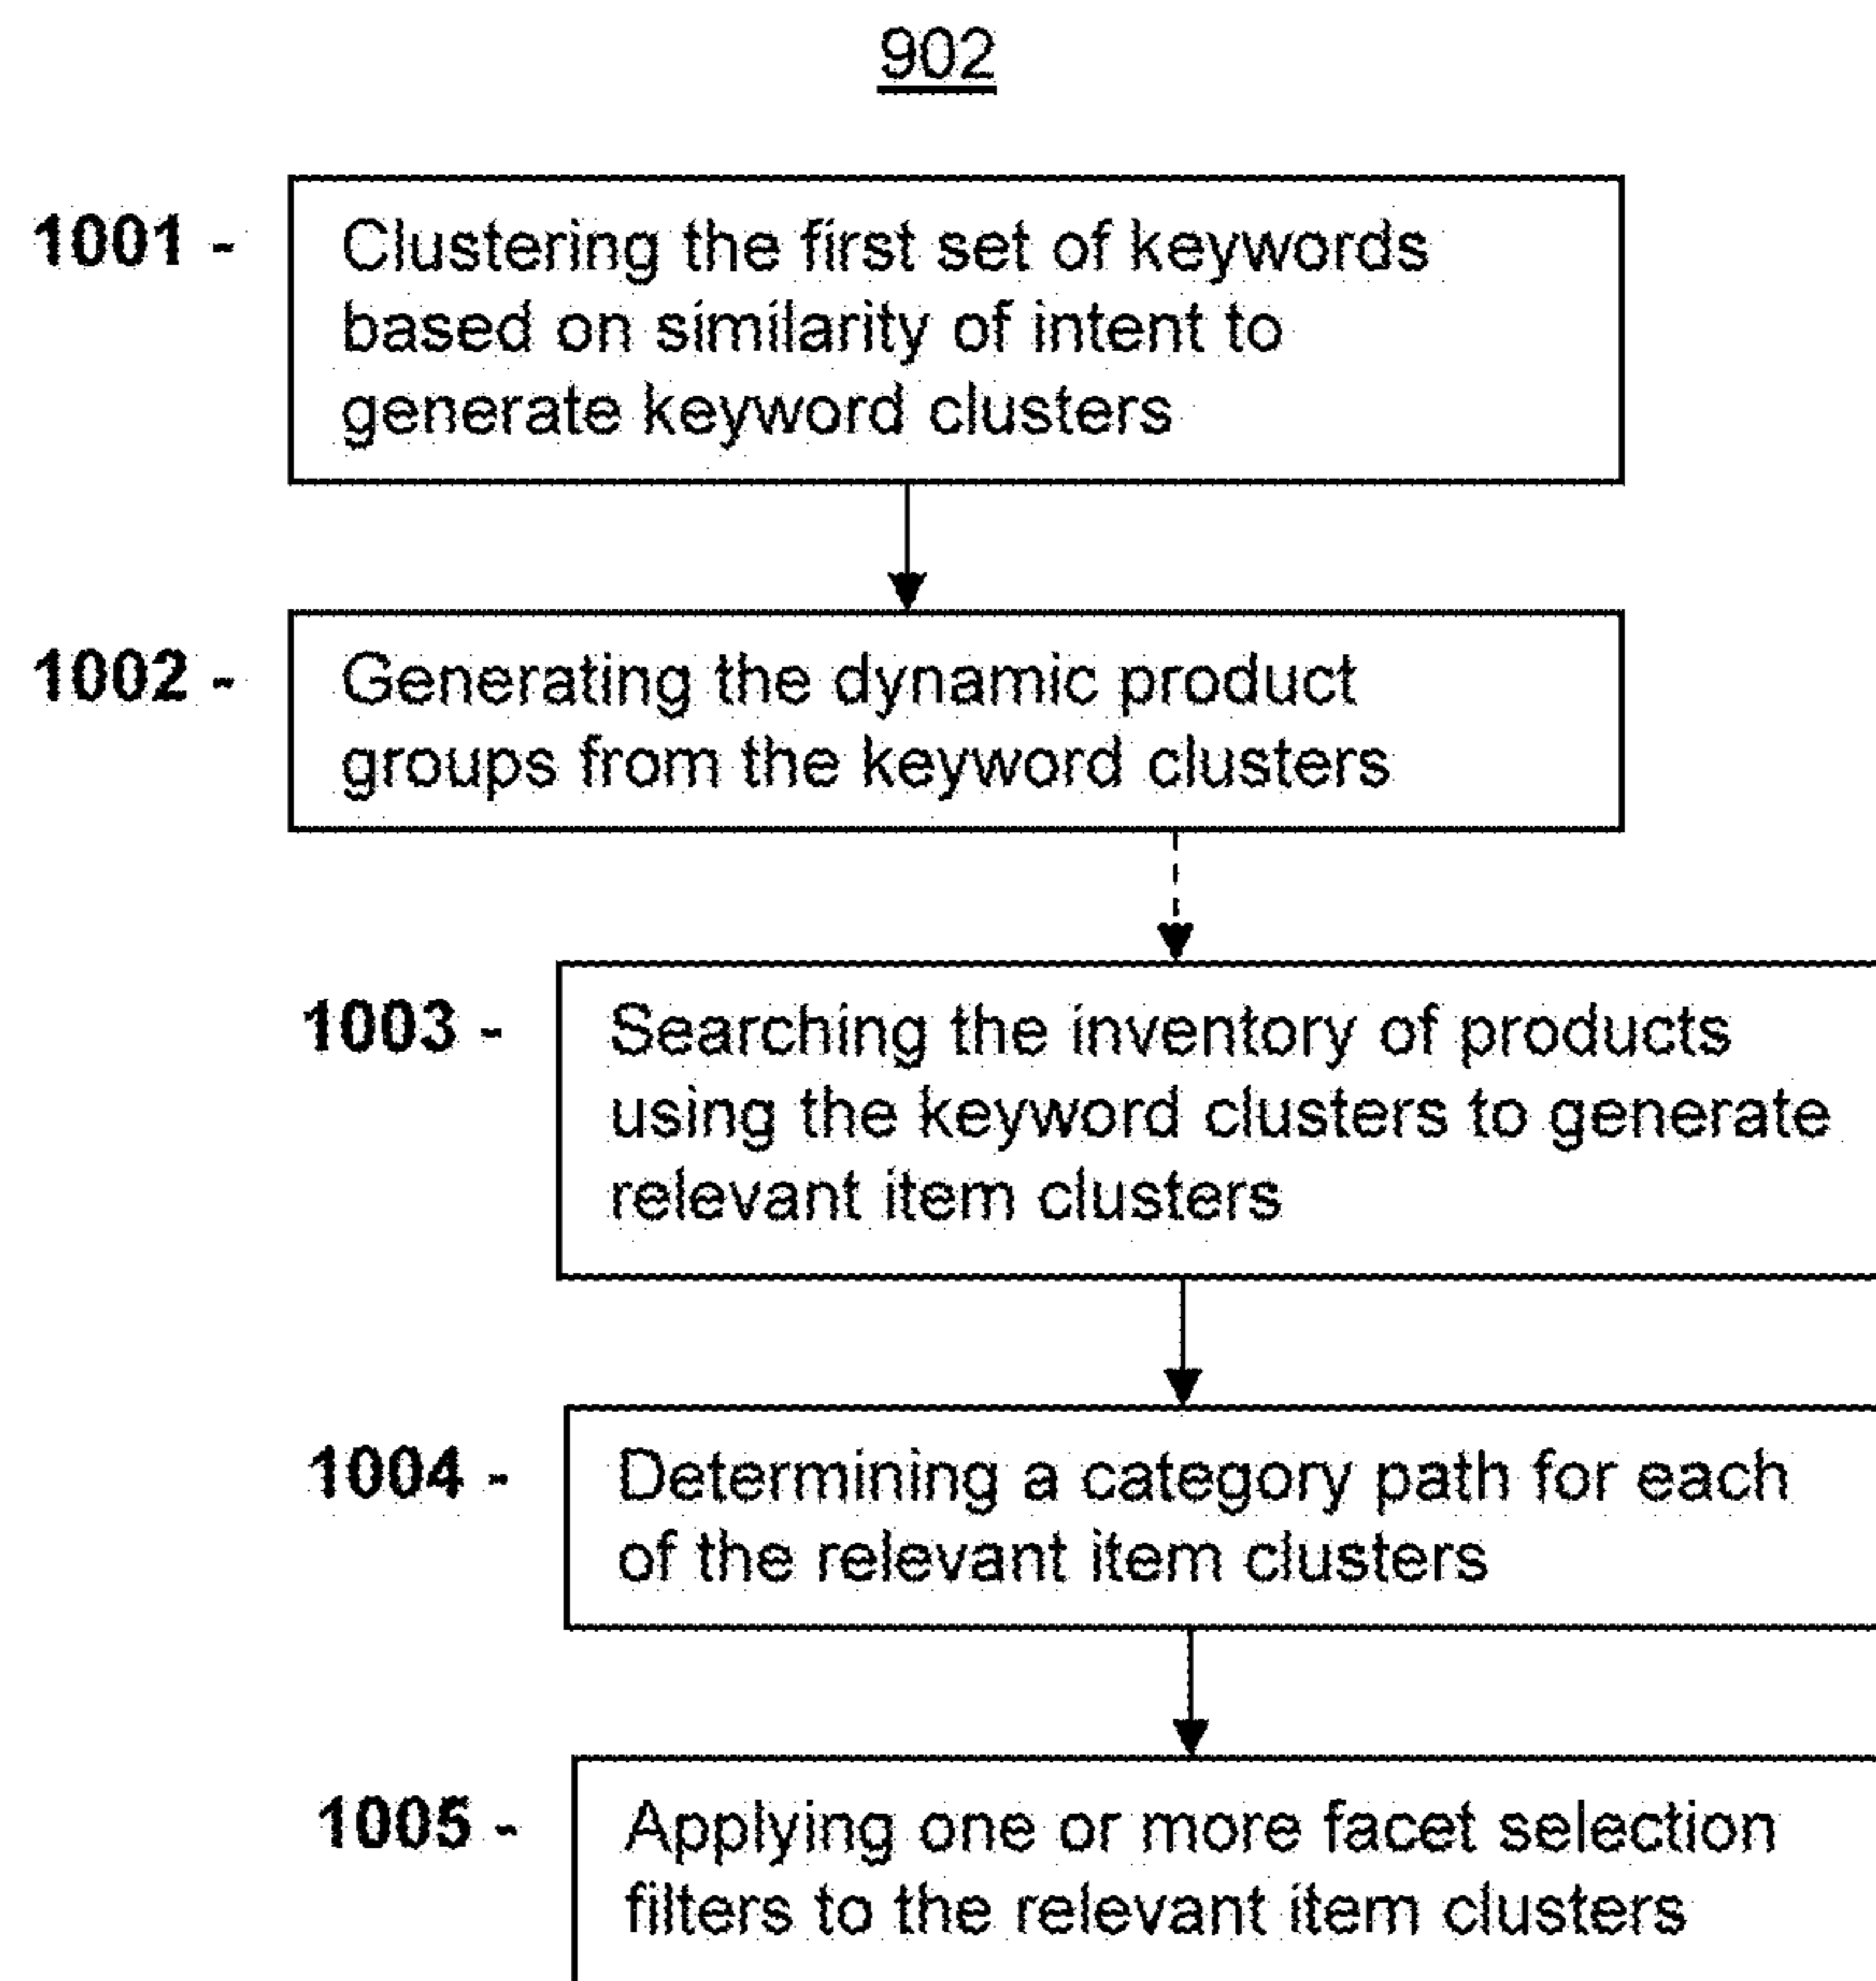 902
1001 -
Clustering the first set of keywords
based on similarity of intent to
generate keyword clusters
1002 -
Generating the dynamic product
groups from the keyword clusters
1003 -
Searching the inventory of products
using the keyword clusters to generate
relevant item clusters
1004 -
Determining a category path for each
of the relevant item clusters
1005 -
Applying one or more facet selection
filters to the relevant item clusters